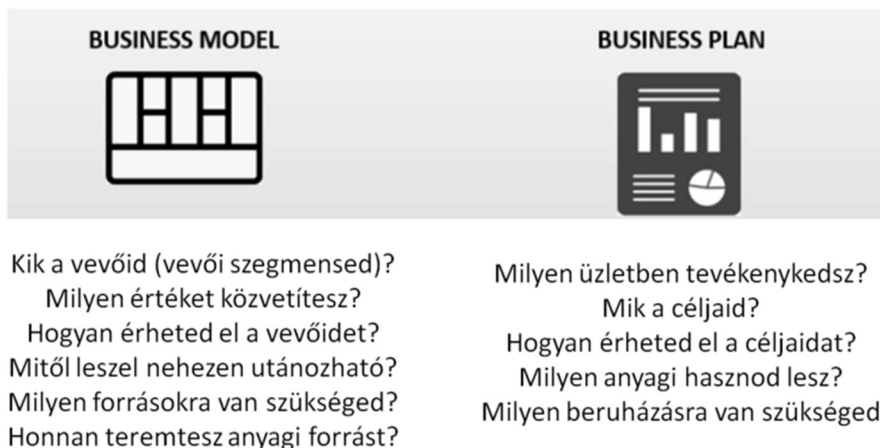 BUSINESS MODEL
BUSINESS PLAN
Kik a vevőid (vevői szegmensed)?
Milyen értéket közvetítesz?
Hogyan érheted el a vevőidet?
Mitől leszel nehezen utánozható?
Milyen forrásokra van szükséged?
Honnan teremtesz anyagi forrást?
Milyen üzletben tevékenykedsz?
Mik a céljaid?
Hogyan érheted el a céljaidat?
Milyen anyagi hasznod lesz?
Milyen beruházásra van szükséged